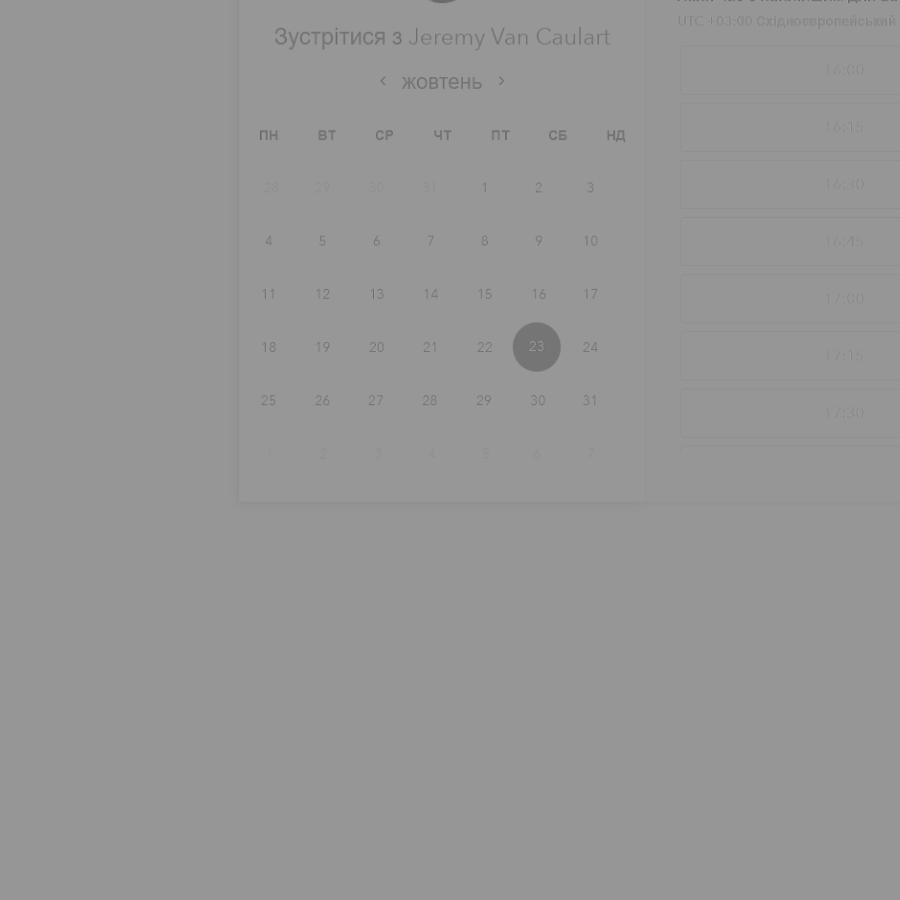 Зустрітися з Jeremy Van Caulart
жовтень
ПН ВТ СР ЧТ ПТ СБ НД
28 29 30 31 1 2 3
4 5 6 7 8 9 10
11 12 13 14 15 16 17
18 19 20 21 22 23 24
25 26 27 28 29 30 31
1 2 3 4 5 6 7
UTC +03:00 Східноєвропейський
16:00
16:15
16:30
16:45
17:00
17:15
17:30